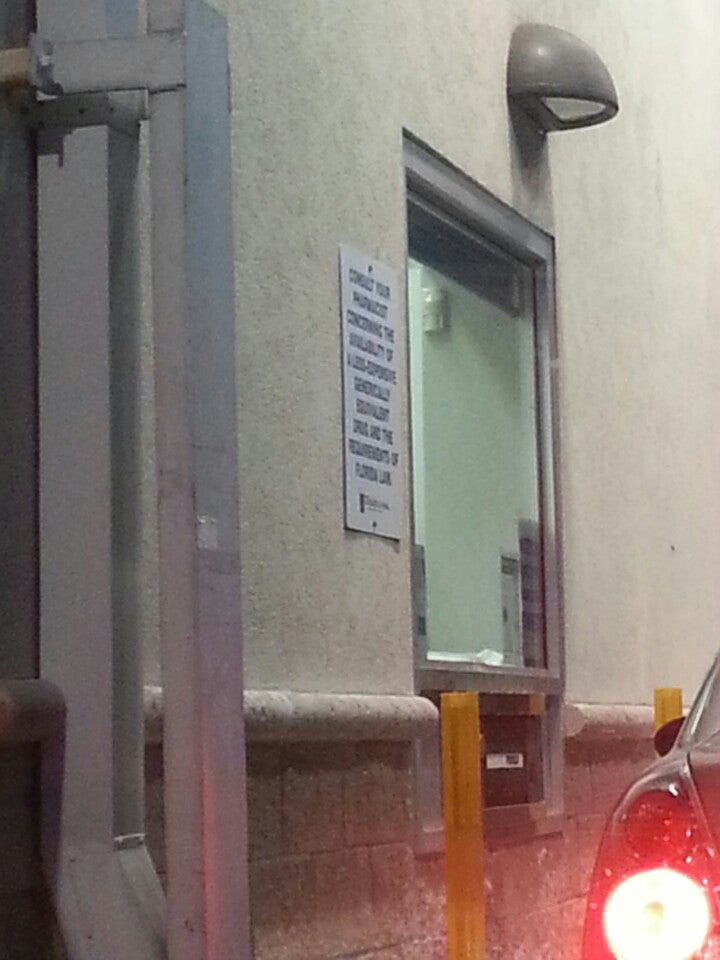 CONSULT YOUR
PHARMACIST
CONCERNING THE
AVAILABILITY OF
A LESS-EXPENSIVE
GENERICALLY
EQUIVALENT
DRUG AND THE
REQUIREMENTS OF
FLORIDA LAW.